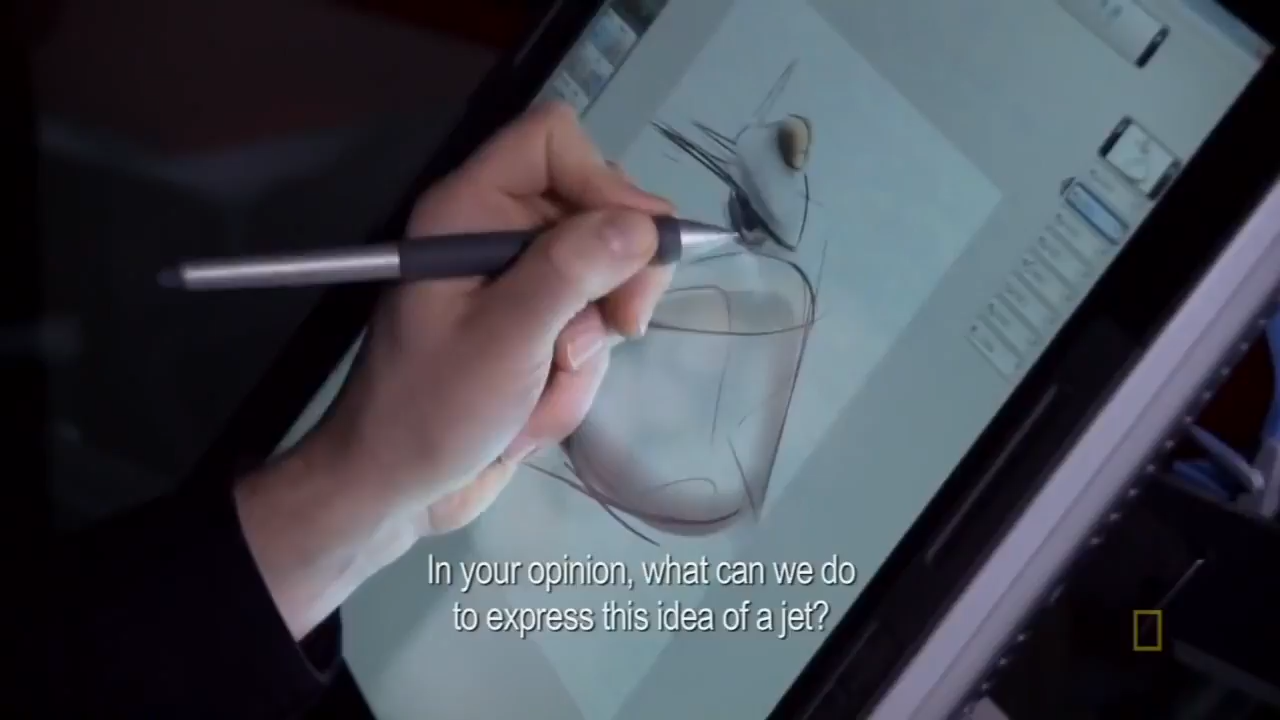 In your opinion, what can we do
to express this idea of a jet?